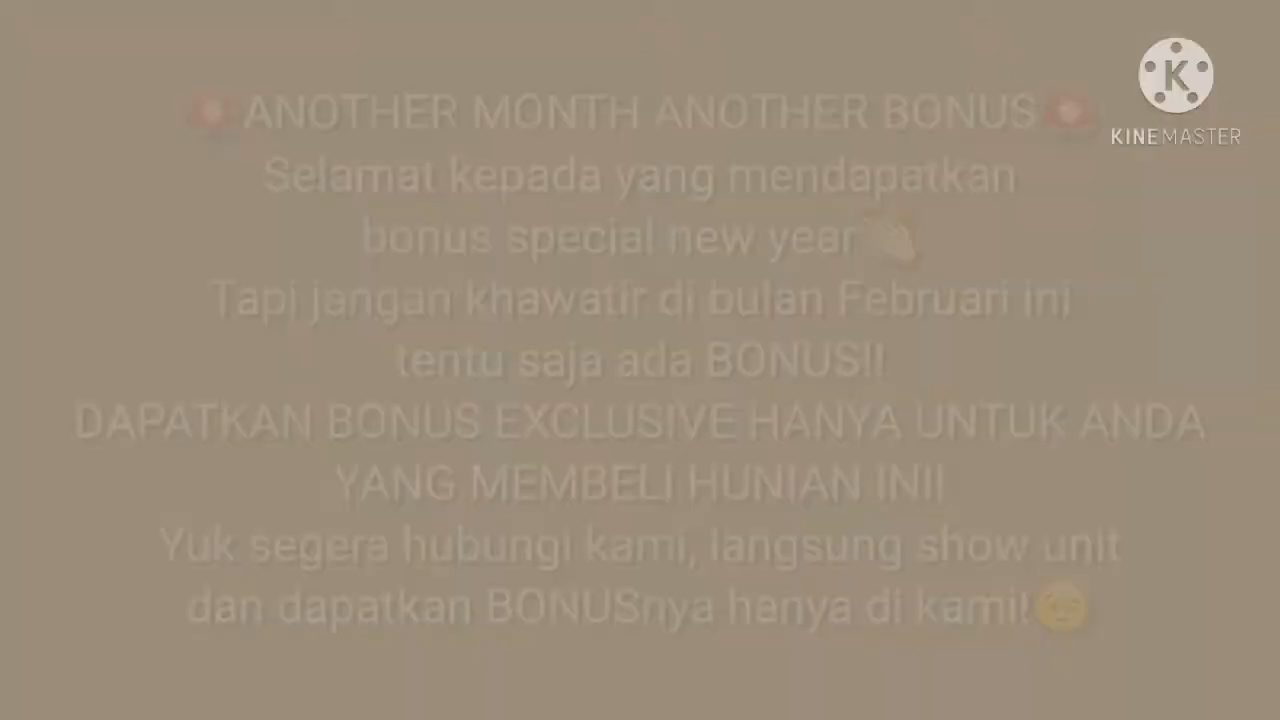 🚨ANOTHER MONTH ANOTHER BONUS🚨
Selamat kepada yang mendapatkan
bonus special new year👏
Tapi jangan khawatir di bulan Februari ini
tentu saja ada BONUS!!
DAPATKAN BONUS EXCLUSIVE HANYA UNTUK ANDA
YANG MEMBELI HUNIAN INI!
Yuk segera hubungi kami, langsung show unit
dan dapatkan BONUSnya hanya di kami!😉
K
KINEMASTER